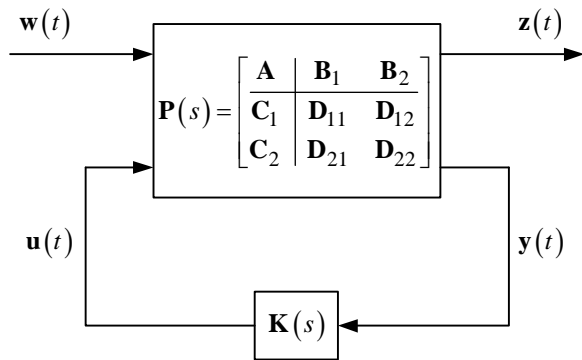 w(t) z(t)
A B₁ B₂
P(s) = C₁ D₁₁ D₁₂
C₂ D₂₁ D₂₂
u(t) y(t)
K(s)